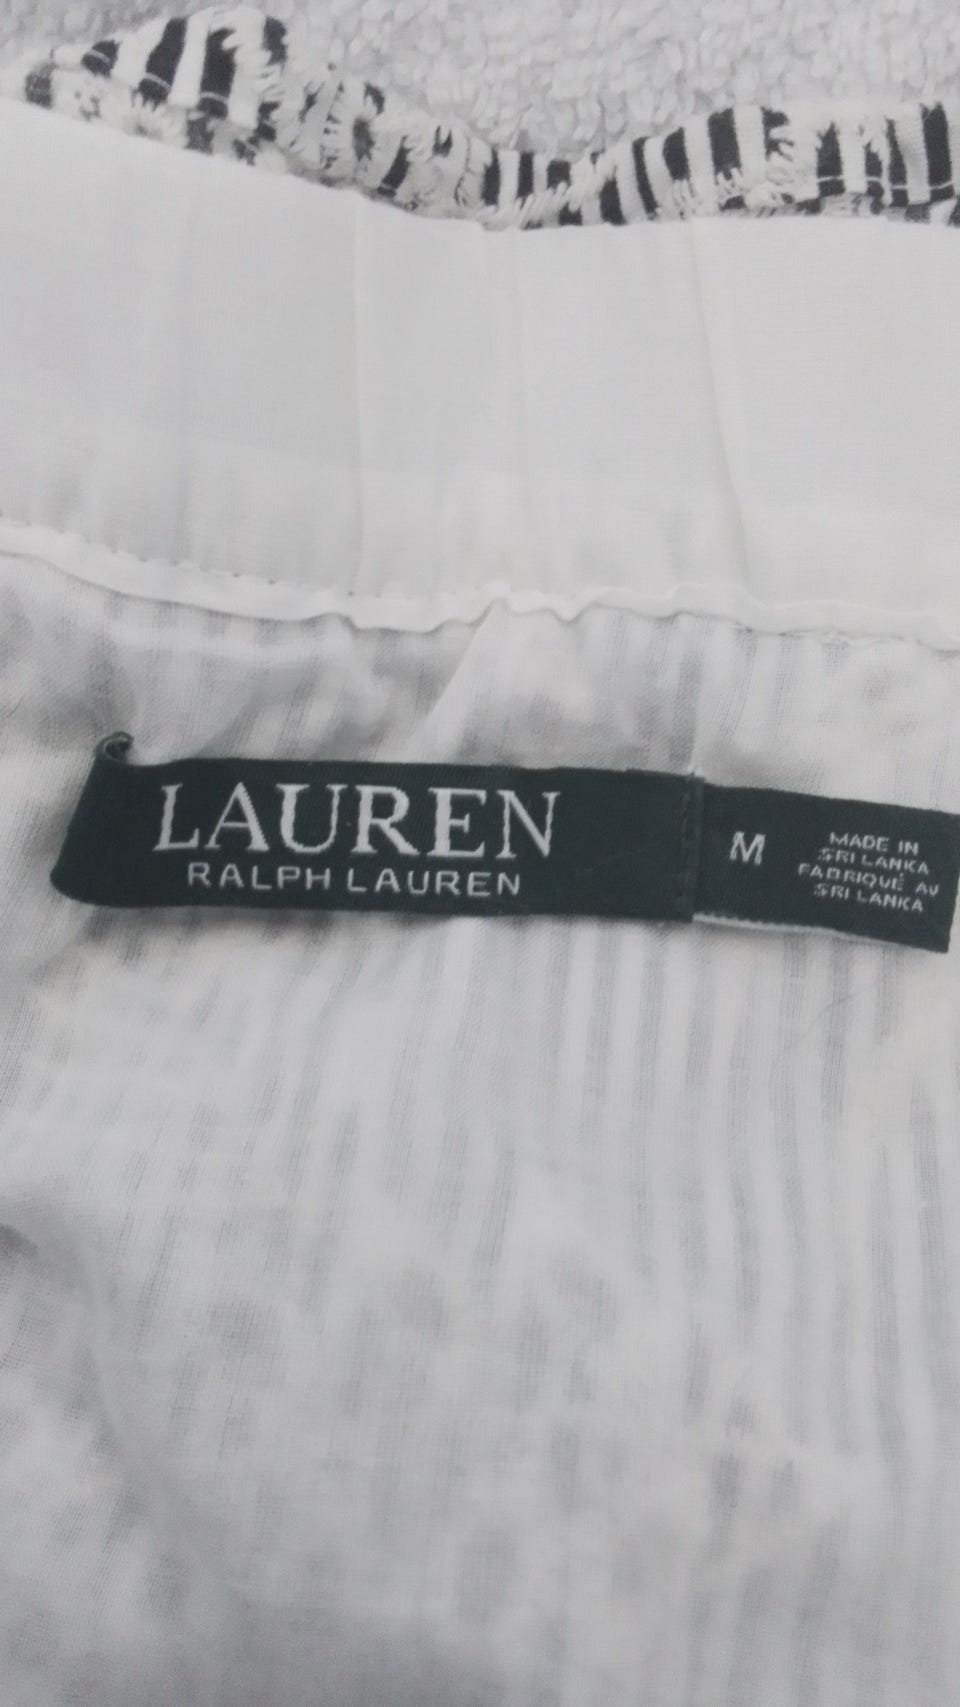 LAUREN
RALPH LAUREN
M
MADE IN
SRI LANKA
FABRIQUÉ AU
SRI LANKA